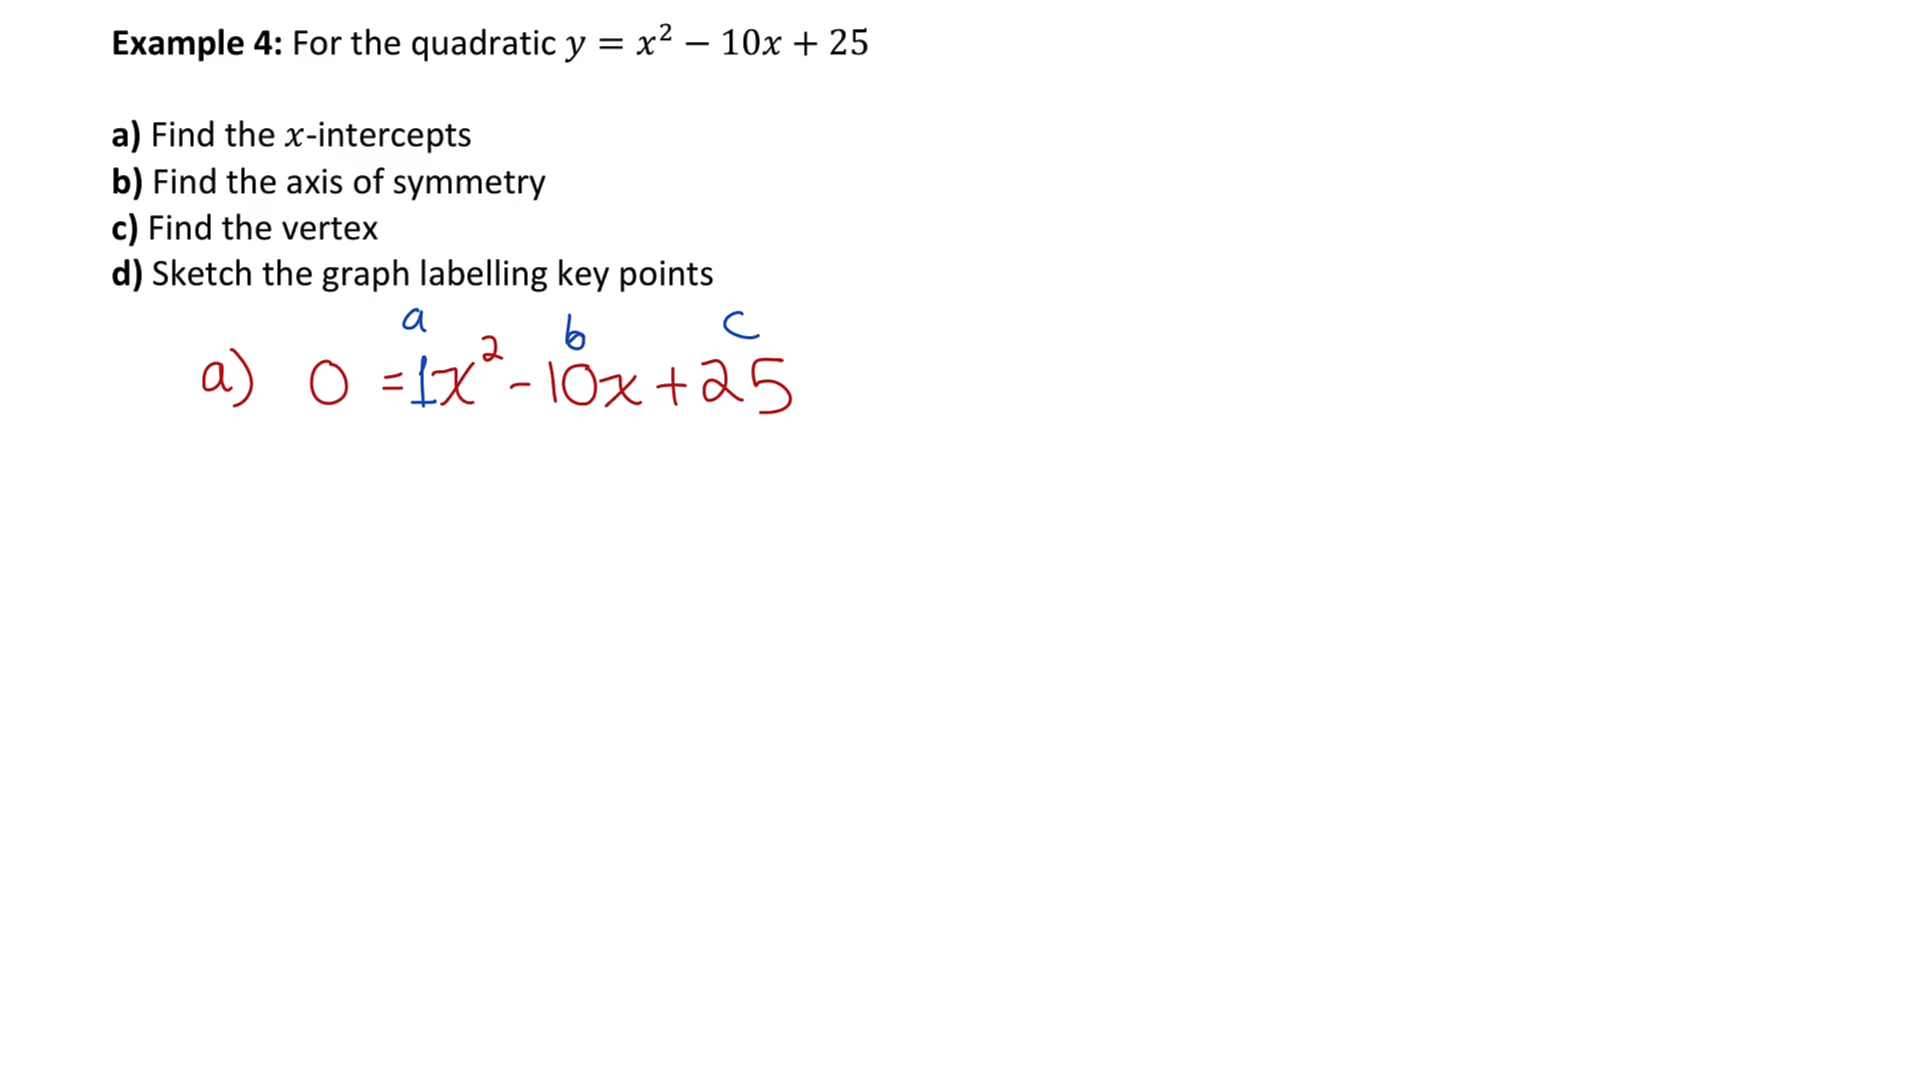 Example 4: For the quadratic y = x² − 10x + 25
a) Find the x-intercepts
b) Find the axis of symmetry
c) Find the vertex
d) Sketch the graph labelling key points
a b c
a) 0 = 1x² - 10x + 25